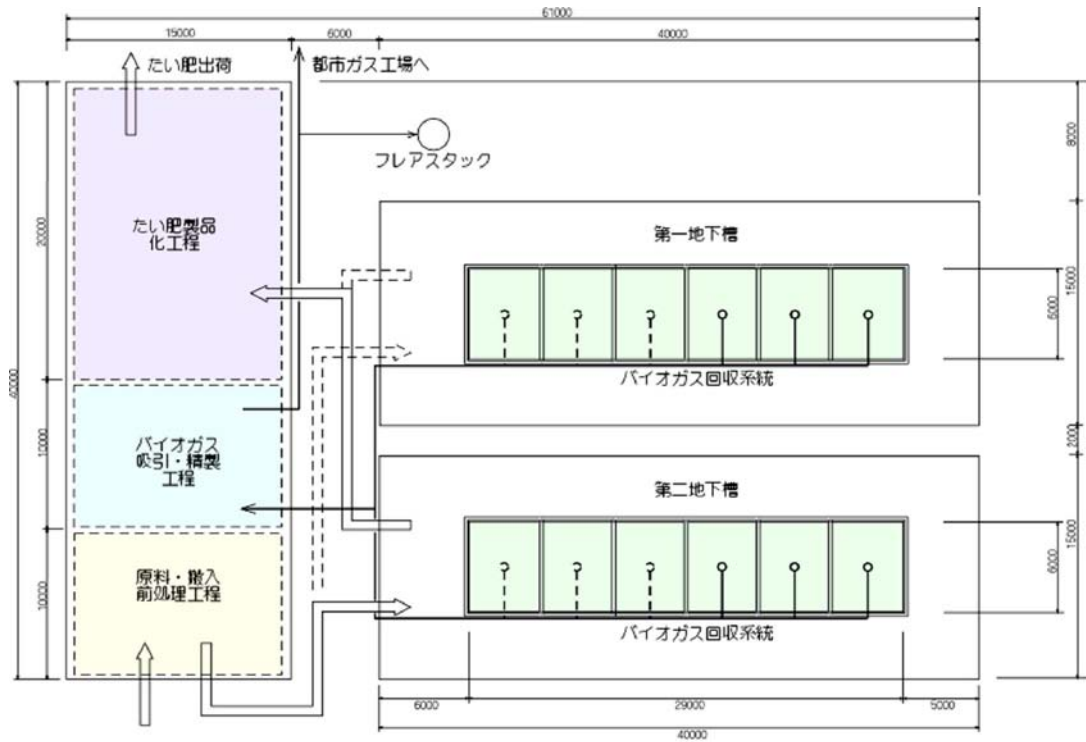 61000
15000
6000
40000
たい肥出荷
都市ガス工場へ
フレアスタック
8000
たい肥製品
化工程
20000
第一地下槽
6000
15000
バイオガス回収系統
40000
バイオガス
吸引・精製
工程
10000
2000
第二地下槽
6000
15000
原料・搬入
前処理工程
10000
バイオガス回収系統
6000
29000
5000
40000